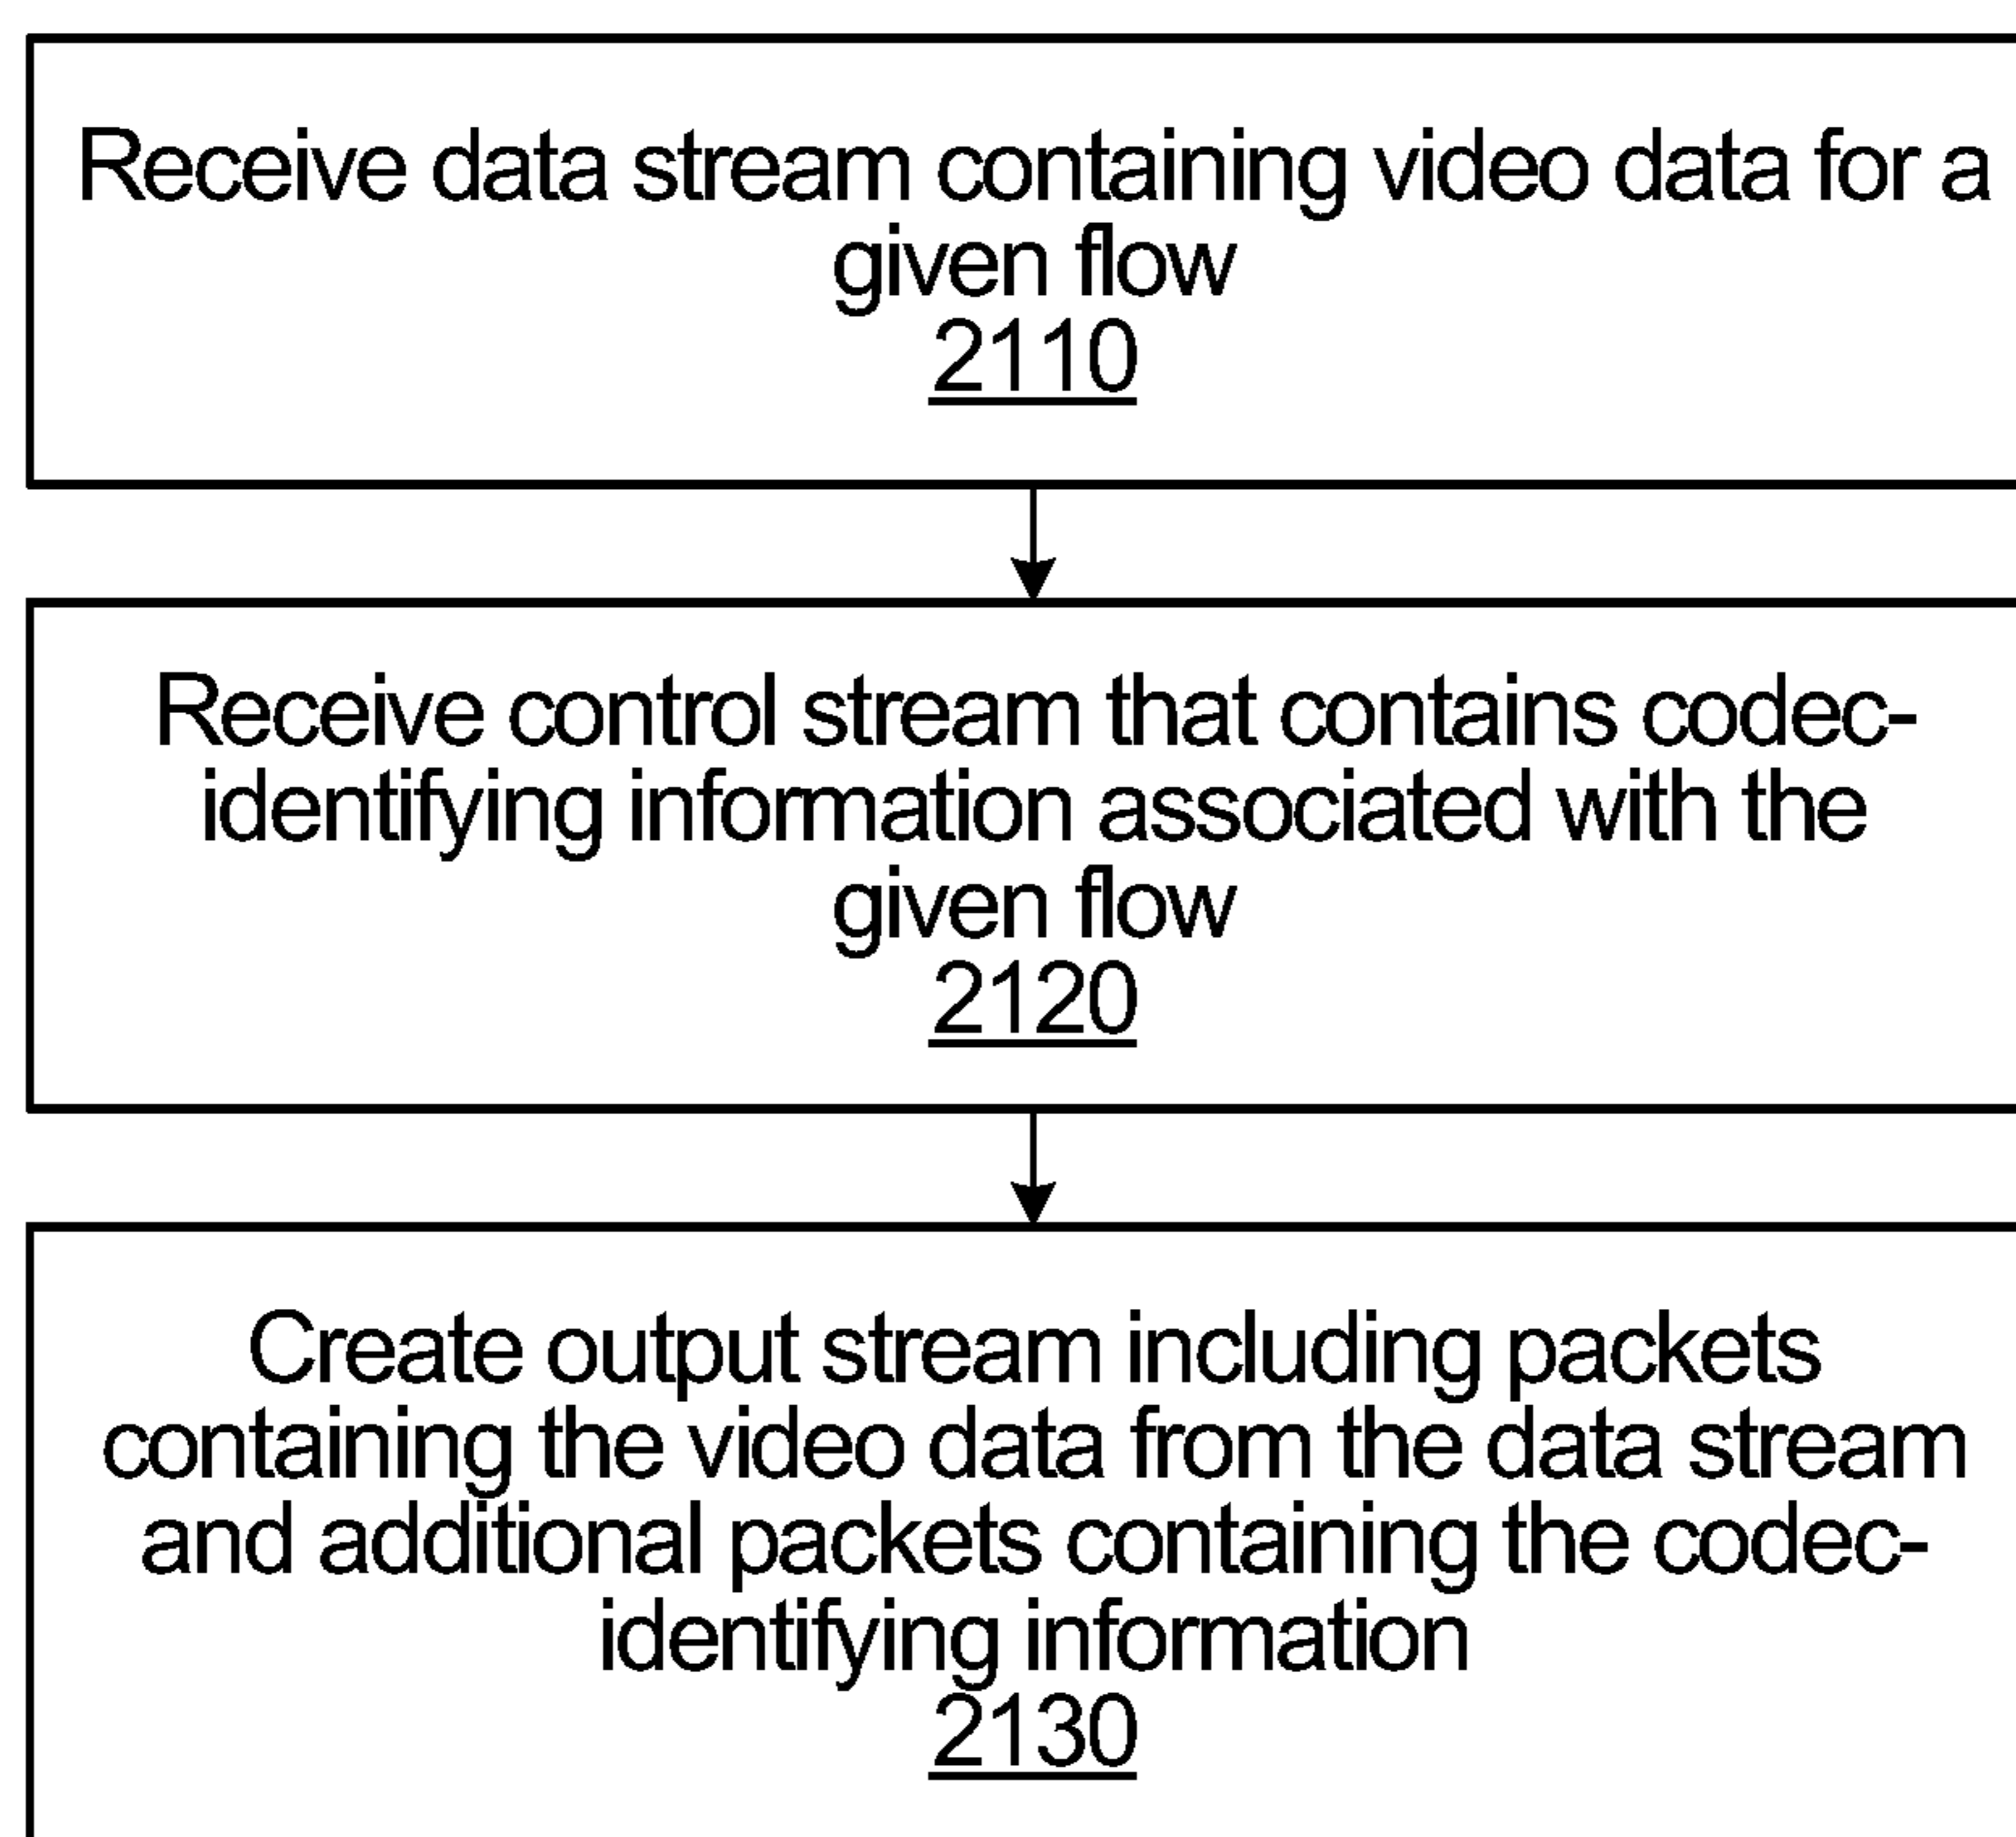 Receive data stream containing video data for a
given flow
2110
Receive control stream that contains codec-
identifying information associated with the
given flow
2120
Create output stream including packets
containing the video data from the data stream
and additional packets containing the codec-
identifying information
2130